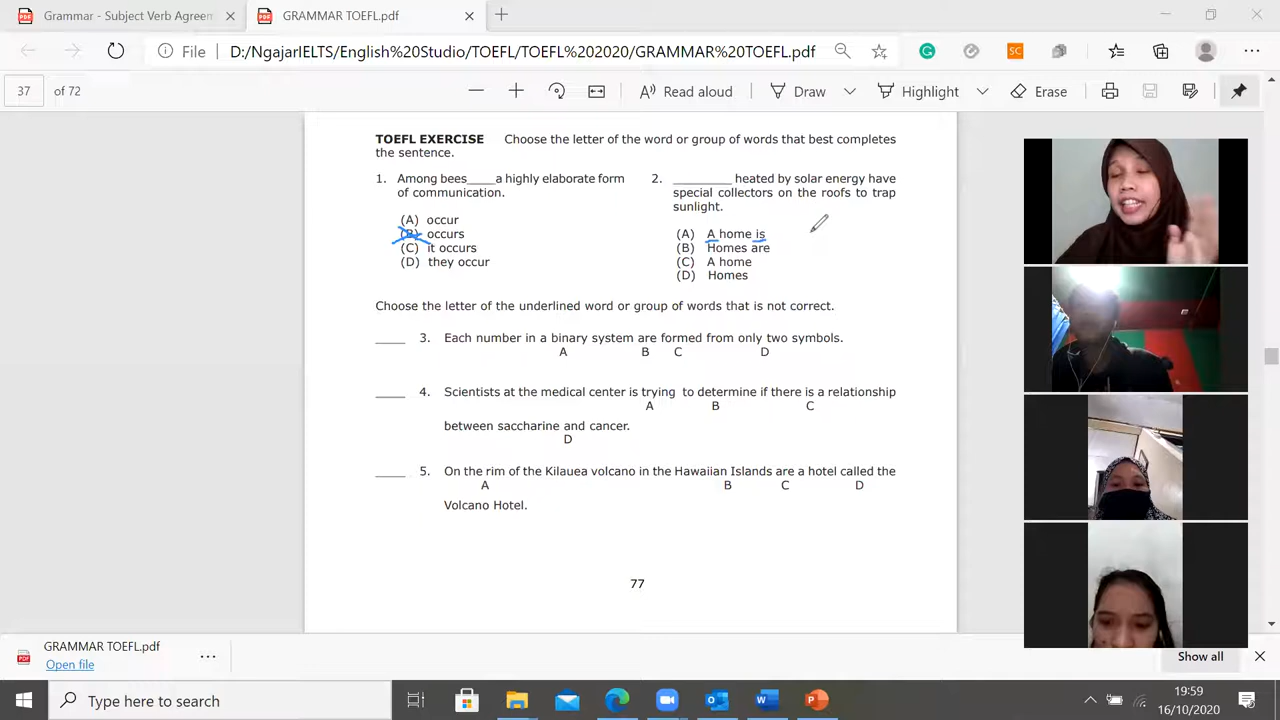 Grammar - Subject Verb Agreem
GRAMMAR TOEFL.pdf
File
D:/NgajarIELTS/English%20Studio/TOEFL/TOEFL%202020/GRAMMAR%20TOEFL.pdf
SC
37 of 72
Read aloud
Draw
Highlight
Erase
TOEFL EXERCISE Choose the letter of the word or group of words that best completes
the sentence.
1. Among bees____ a highly elaborate form
of communication.
(A) occur
(B) occurs
(C) it occurs
(D) they occur
2. ________ heated by solar energy have
special collectors on the roofs to trap
sunlight.
(A) A home is
(B) Homes are
(C) A home
(D) Homes
Choose the letter of the underlined word or group of words that is not correct.
____ 3. Each number in a binary system are formed from only two symbols.
A B C D
____ 4. Scientists at the medical center is trying to determine if there is a relationship
A B C
between saccharine and cancer.
D
____ 5. On the rim of the Kilauea volcano in the Hawaiian Islands are a hotel called the
A B C D
Volcano Hotel.
77
GRAMMAR TOEFL.pdf
Open file
Show all
Type here to search
19:59
16/10/2020